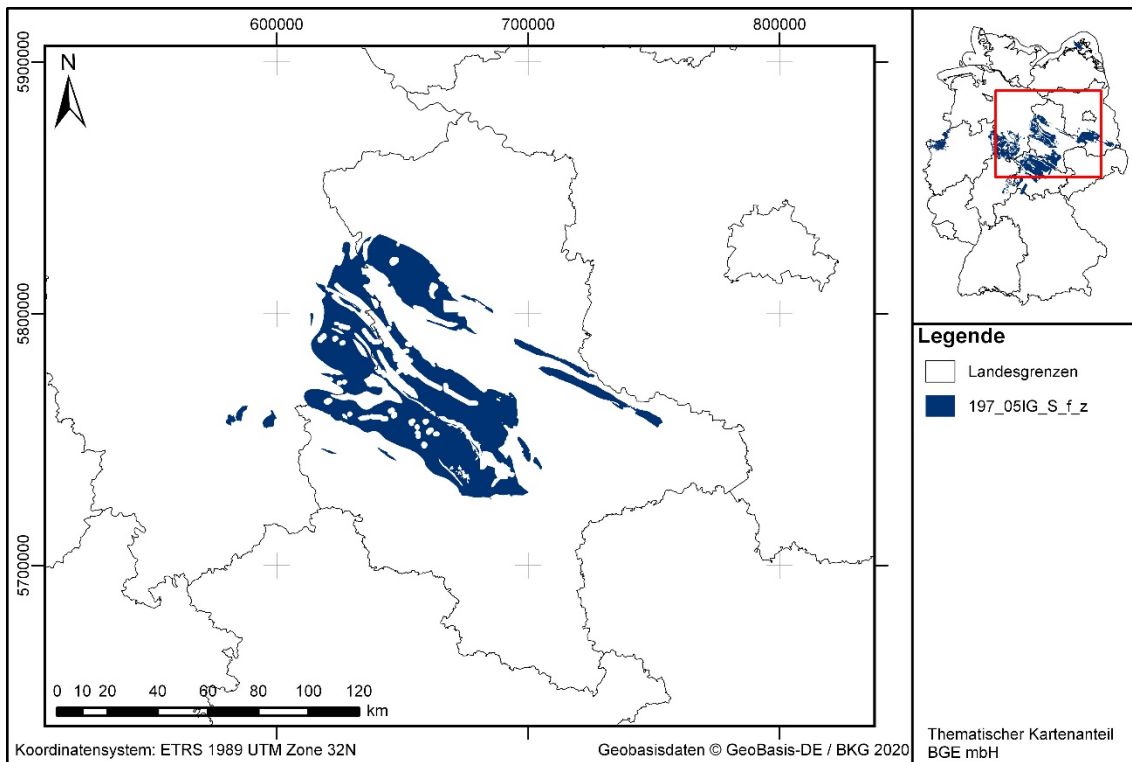 600000 700000 800000
5900000
N
5800000
5700000
0 10 20 40 60 80 100 120
km
Koordinatensystem: ETRS 1989 UTM Zone 32N
Geobasisdaten © GeoBasis-DE / BKG 2020
Legende
Landesgrenzen
197_05IG_S_f_z
Thematischer Kartenanteil
BGE mbH